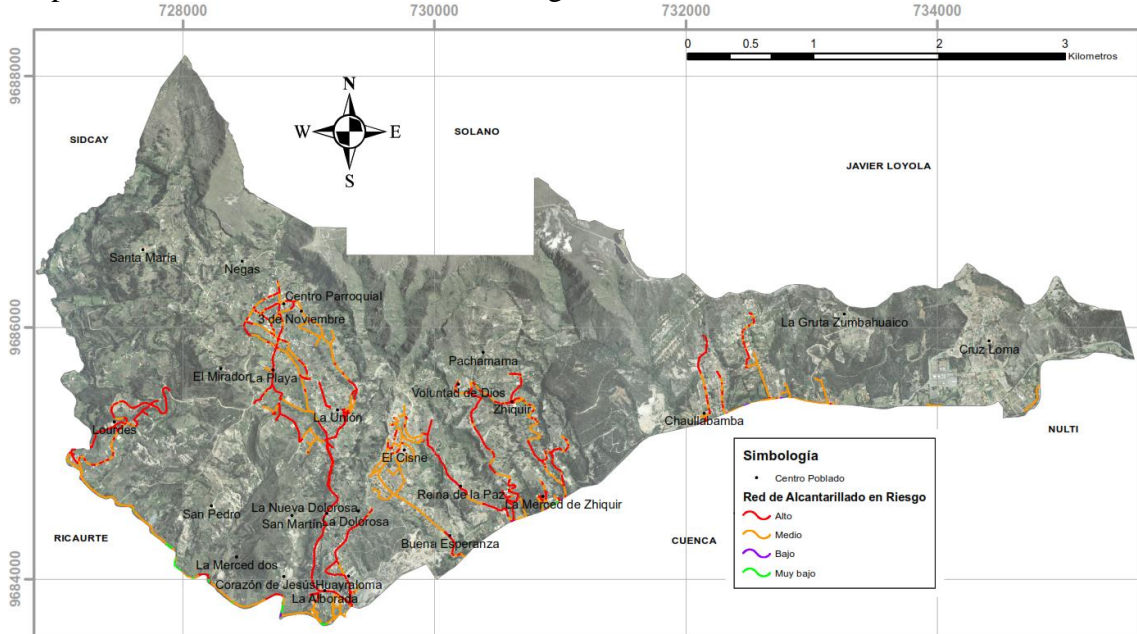 728000
730000
732000
734000
9688000
9686000
9684000
0 0.5 1 2 3
Kilometros
N
W E
S
SIDCAY
SOLANO
JAVIER LOYOLA
Santa María
Negas
Centro Parroquial
3 de Noviembre
La Gruta Zumbahuaico
Cruz Loma
Pachamama
El Mirador
La Playa
Voluntad de Dios
Zhiquir
La Unión
Chaullabamba
Lourdes
NULTI
El Cisne
Reina de la Paz
La Merced de Zhiquir
San Pedro
La Nueva Dolorosa
San Martín
La Dolorosa
RICAURTE
Buena Esperanza
CUENCA
La Merced dos
Corazón de Jesús
Huayraloma
La Alborada
Simbología
Centro Poblado
Red de Alcantarillado en Riesgo
Alto
Medio
Bajo
Muy bajo